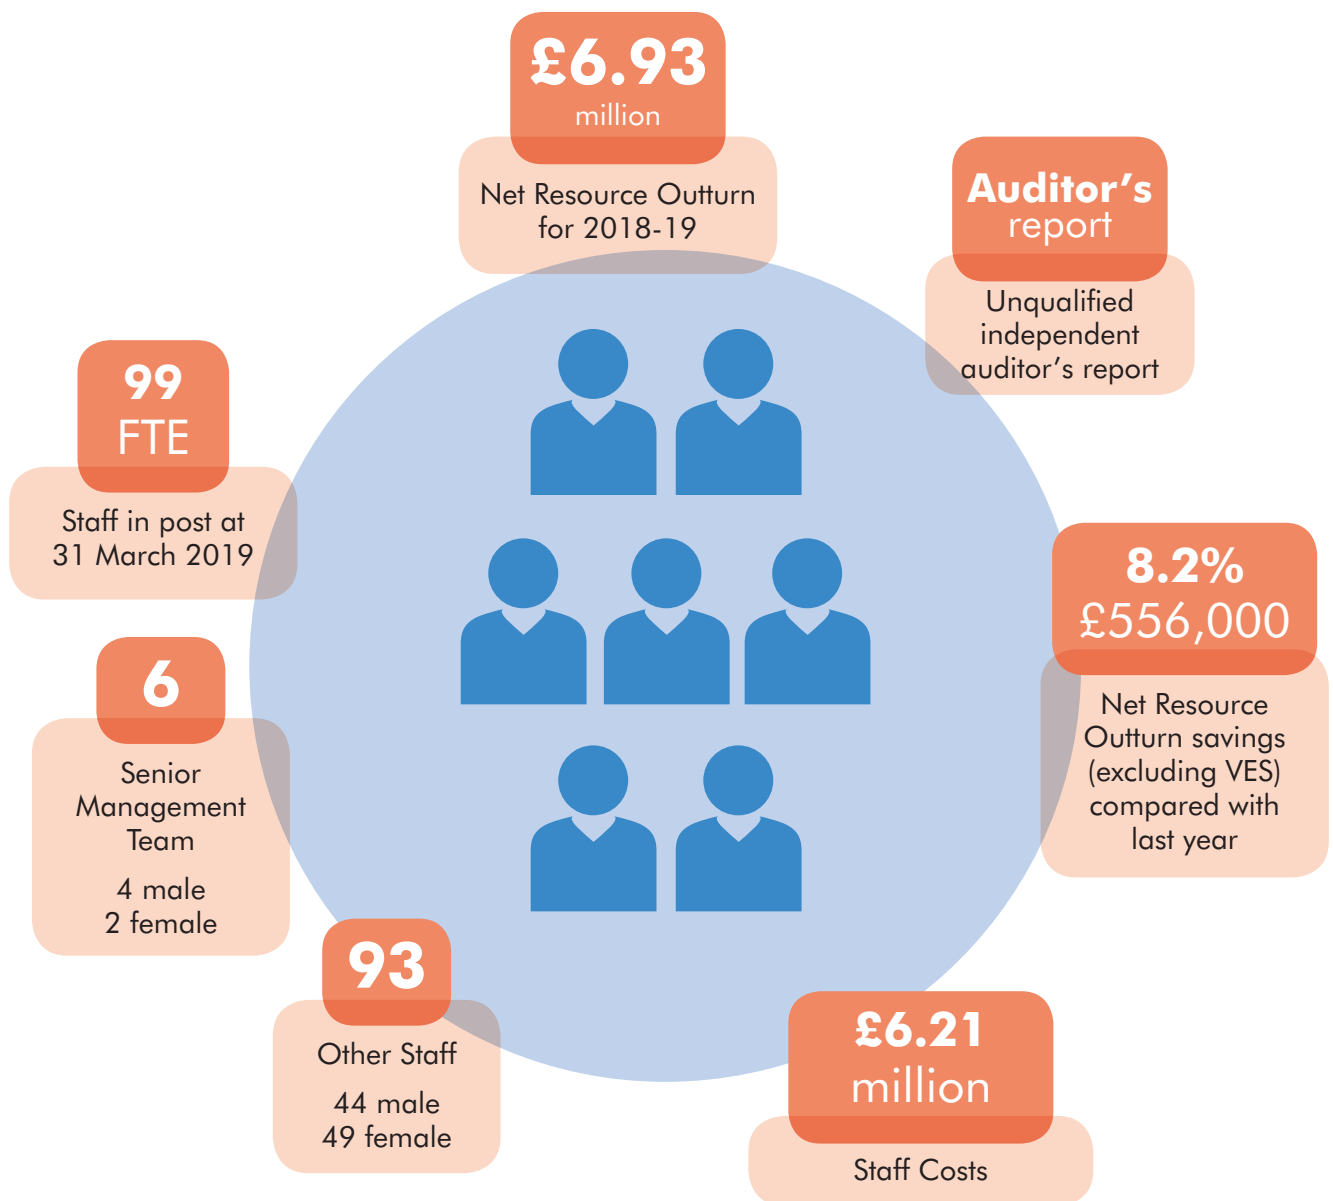 £6.93
million
Net Resource Outturn
for 2018-19
Auditor's
report
Unqualified
independent
auditor's report
99
FTE
Staff in post at
31 March 2019
8.2%
£556,000
Net Resource
Outturn savings
(excluding VES)
compared with
last year
6
Senior
Management
Team
4 male
2 female
93
Other Staff
44 male
49 female
£6.21
million
Staff Costs